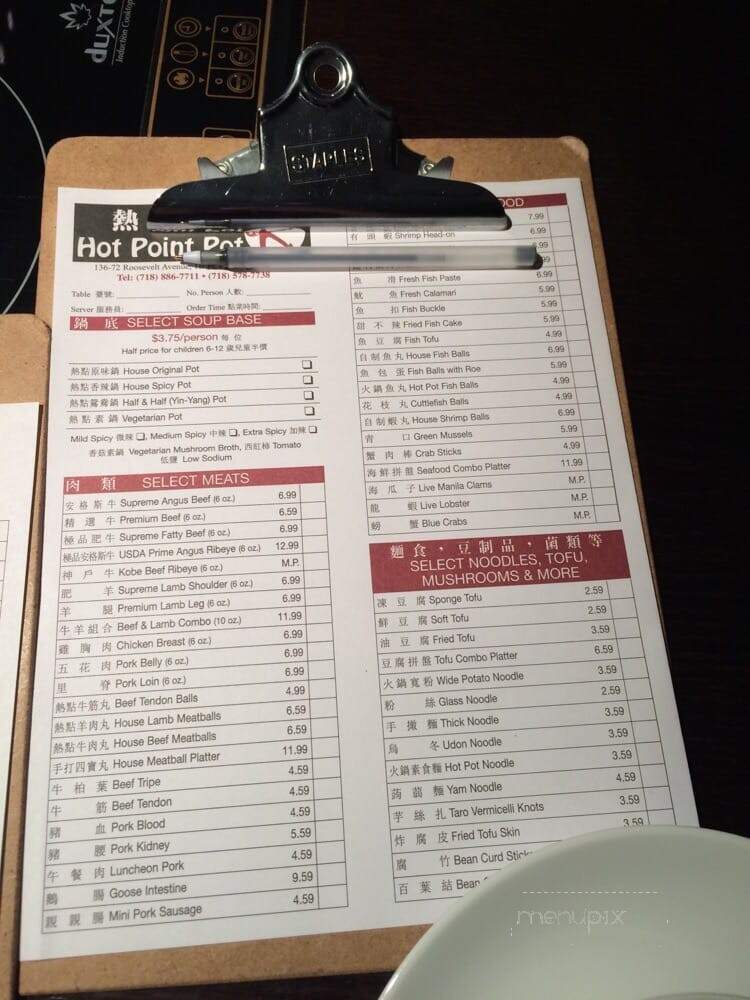 duxt
Induction Cooktop
STAPLES
熱
Hot Point Pot
136-72 Roosevelt Avenue,
Tel: (718) 886-7711 • (718) 578-7738
Table 臺號:
No. Person 人數:
Server 服務員:
Order Time 點菜時間:
鍋 底 SELECT SOUP BASE
$3.75/person 每 位
Half price for children 6-12 歲兒童半價
熱點原味鍋 House Original Pot
熱點香辣鍋 House Spicy Pot
熱點鴛鴦鍋 Half & Half (Yin-Yang) Pot
熱 點 素 鍋 Vegetarian Pot
Mild Spicy 微辣 ❏, Medium Spicy 中辣 ❏, Extra Spicy 加辣 ❏
香菇素鍋 Vegetarian Mushroom Broth, 西紅柿 Tomato
低鹽 Low Sodium
肉 類 SELECT MEATS
安 格 斯 牛 Supreme Angus Beef (6 oz.) 6.99
精 選 牛 Premium Beef (6 oz.) 6.59
極 品 肥 牛 Supreme Fatty Beef (6 oz.) 6.99
極品安格斯牛 USDA Prime Angus Ribeye (6 oz.) 12.99
神 戶 牛 Kobe Beef Ribeye (6 oz.) M.P.
肥 羊 Supreme Lamb Shoulder (6 oz.) 6.99
羊 腿 Premium Lamb Leg (6 oz.) 6.99
牛 羊 組 合 Beef & Lamb Combo (10 oz.) 11.99
雞 胸 肉 Chicken Breast (6 oz.) 6.99
五 花 肉 Pork Belly (6 oz.) 6.99
里 脊 Pork Loin (6 oz.) 6.99
熱點牛筋丸 Beef Tendon Balls 4.99
熱點羊肉丸 House Lamb Meatballs 6.59
熱點牛肉丸 House Beef Meatballs 6.59
手打四寶丸 House Meatball Platter 11.99
牛 柏 葉 Beef Tripe 4.59
牛 筋 Beef Tendon 4.59
豬 血 Pork Blood 4.59
豬 腰 Pork Kidney 5.59
午 餐 肉 Luncheon Pork 4.59
鵝 腸 Goose Intestine 9.59
親 親 腸 Mini Pork Sausage 4.59
OOD
7.99
有 頭 蝦 Shrimp Head-on 6.99
8.99
6.99
魚 滑 Fresh Fish Paste 6.99
魷 魚 Fresh Calamari 5.99
魚 扣 Fish Buckle 5.99
甜 不 辣 Fried Fish Cake 5.99
魚 豆 腐 Fish Tofu 4.99
自 制 魚 丸 House Fish Balls 6.99
魚 包 蛋 Fish Balls with Roe 5.99
火 鍋 魚 丸 Hot Pot Fish Balls 4.99
花 枝 丸 Cuttlefish Balls 4.99
自 制 蝦 丸 House Shrimp Balls 6.99
青 口 Green Mussels 5.99
蟹 肉 棒 Crab Sticks 4.99
海 鮮 拼 盤 Seafood Combo Platter 11.99
海 瓜 子 Live Manila Clams M.P.
龍 蝦 Live Lobster M.P.
螃 蟹 Blue Crabs M.P.
麵 食 、 豆 制 品 、 菌 類 等
SELECT NOODLES, TOFU,
MUSHROOMS & MORE
凍 豆 腐 Sponge Tofu 2.59
鮮 豆 腐 Soft Tofu 2.59
油 豆 腐 Fried Tofu 3.59
豆 腐 拼 盤 Tofu Combo Platter 6.59
火 鍋 寬 粉 Wide Potato Noodle 3.59
粉 絲 Glass Noodle 2.59
手 撖 麵 Thick Noodle 3.59
烏 冬 Udon Noodle 3.59
火鍋素食麵 Hot Pot Noodle 3.59
蒟 蒻 麵 Yam Noodle 4.59
芋 絲 扎 Taro Vermicelli Knots 3.59
炸 腐 皮 Fried Tofu Skin 3.59
腐 竹 Bean Curd Stick
百 葉 結 Bean
menupix